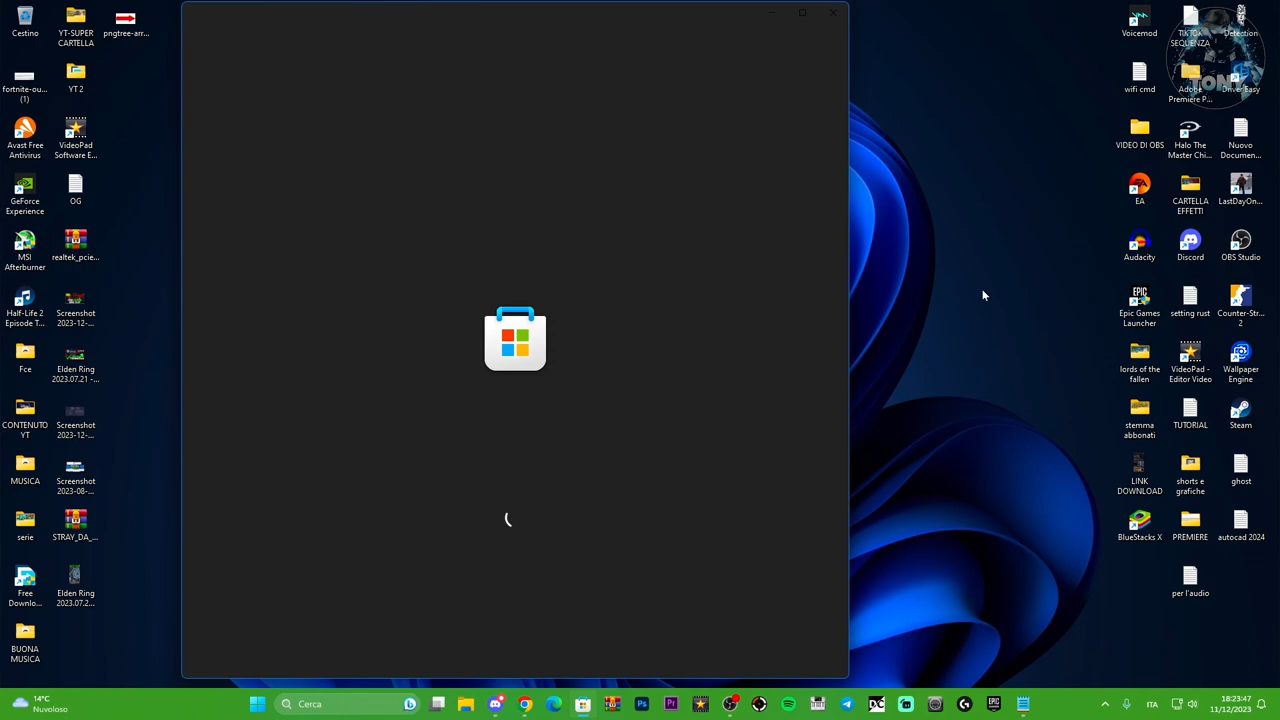 Cestino
YT-SUPER
CARTELLA
pngtree-arr...
fortnite-ou...
(1)
YT 2
Avast Free
Antivirus
VideoPad
Software E...
GeForce
Experience
OG
MSI
Afterburner
realtek_pcie...
Half-Life 2
Episode T...
Screenshot
2023-12-...
Fce
Elden Ring
2023.07.21 -...
CONTENUTO
YT
Screenshot
2023-12-...
MUSICA
Screenshot
2023-08-...
serie
STRAY_DA_...
Free
Downlo...
Elden Ring
2023.07.2...
BUONA
MUSICA
Voicemod
TIKTOK
SEQUENZA
Detection
wifi cmd
Adobe
Premiere P...
Driver Easy
TONY
VIDEO DI OBS
Halo The
Master Chi...
Nuovo
Documen...
EA
CARTELLA
EFFETTI
LastDayOn...
Audacity
Discord
OBS Studio
EPIC
GAMES
Epic Games
Launcher
setting rust
Counter-Str...
2
lords of the
fallen
VideoPad -
Editor Video
Wallpaper
Engine
stemma
abbonati
TUTORIAL
Steam
LINK
DOWNLOAD
shorts e
grafiche
ghost
BlueStacks X
PREMIERE
autocad 2024
per l'audio
14°C
Nuvoloso
Cerca
Ps
Pr
EPIC
ITA
18:23:47
11/12/2023